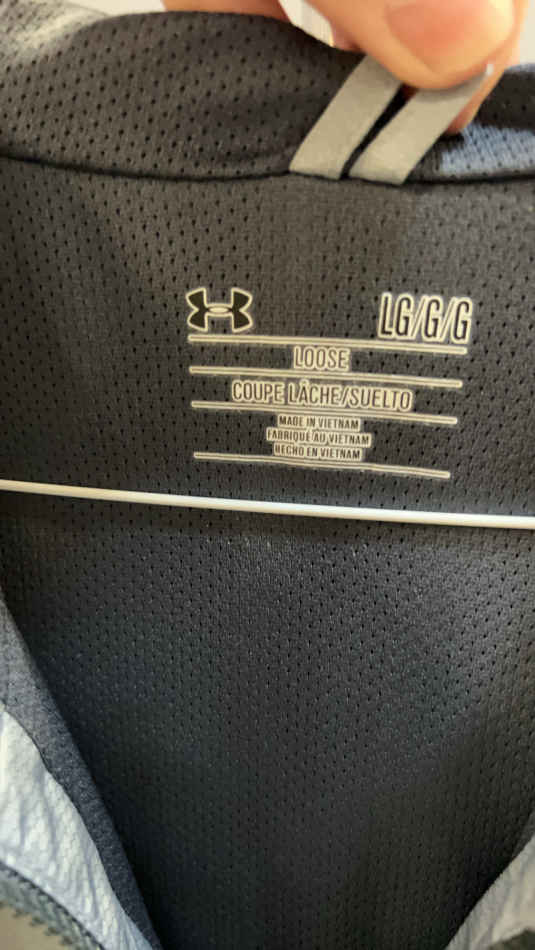 LG/G/G
LOOSE
COUPE LÂCHE/SUELTO
MADE IN VIETNAM
FABRIQUÉ AU VIETNAM
HECHO EN VIETNAM